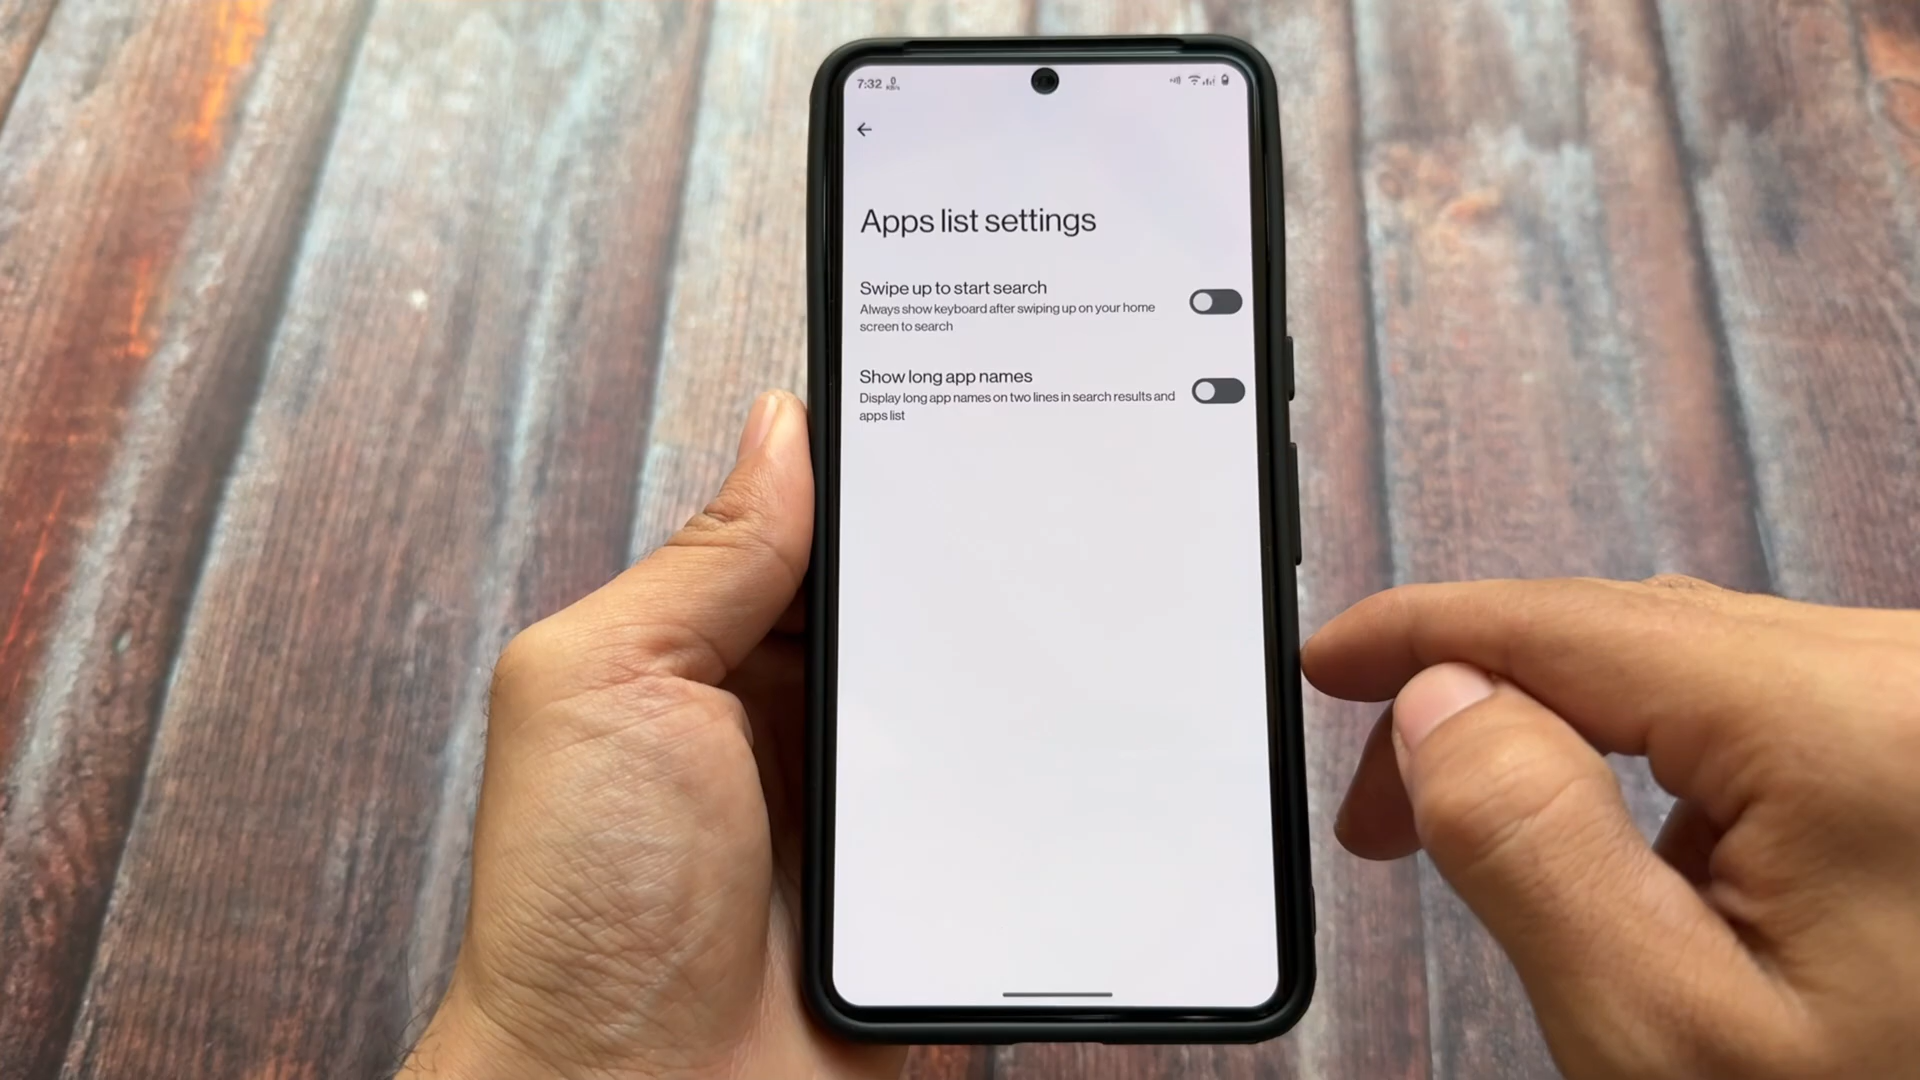 7:32 0
KB/s
Apps list settings
Swipe up to start search
Always show keyboard after swiping up on your home
screen to search
Show long app names
Display long app names on two lines in search results and
apps list